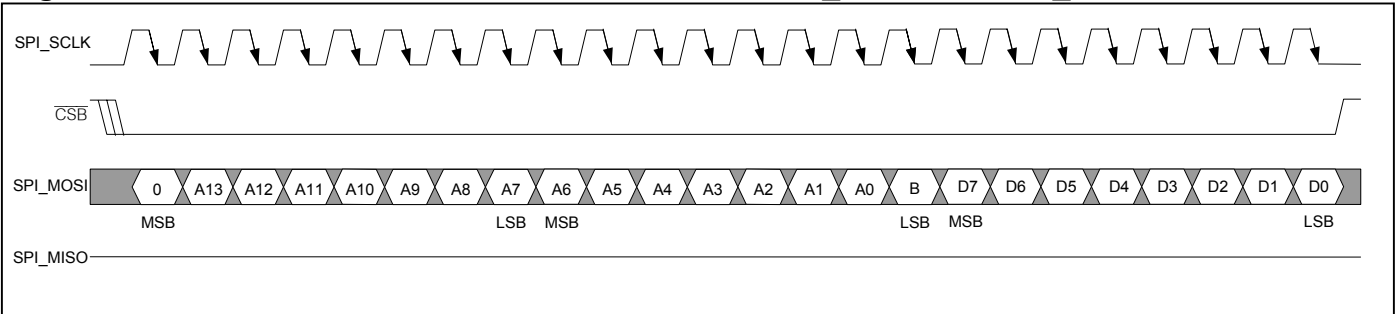 SPI_SCLK
CSB
SPI_MOSI 0 A13 A12 A11 A10 A9 A8 A7 A6 A5 A4 A3 A2 A1 A0 B D7 D6 D5 D4 D3 D2 D1 D0
MSB LSB MSB LSB MSB LSB
SPI_MISO